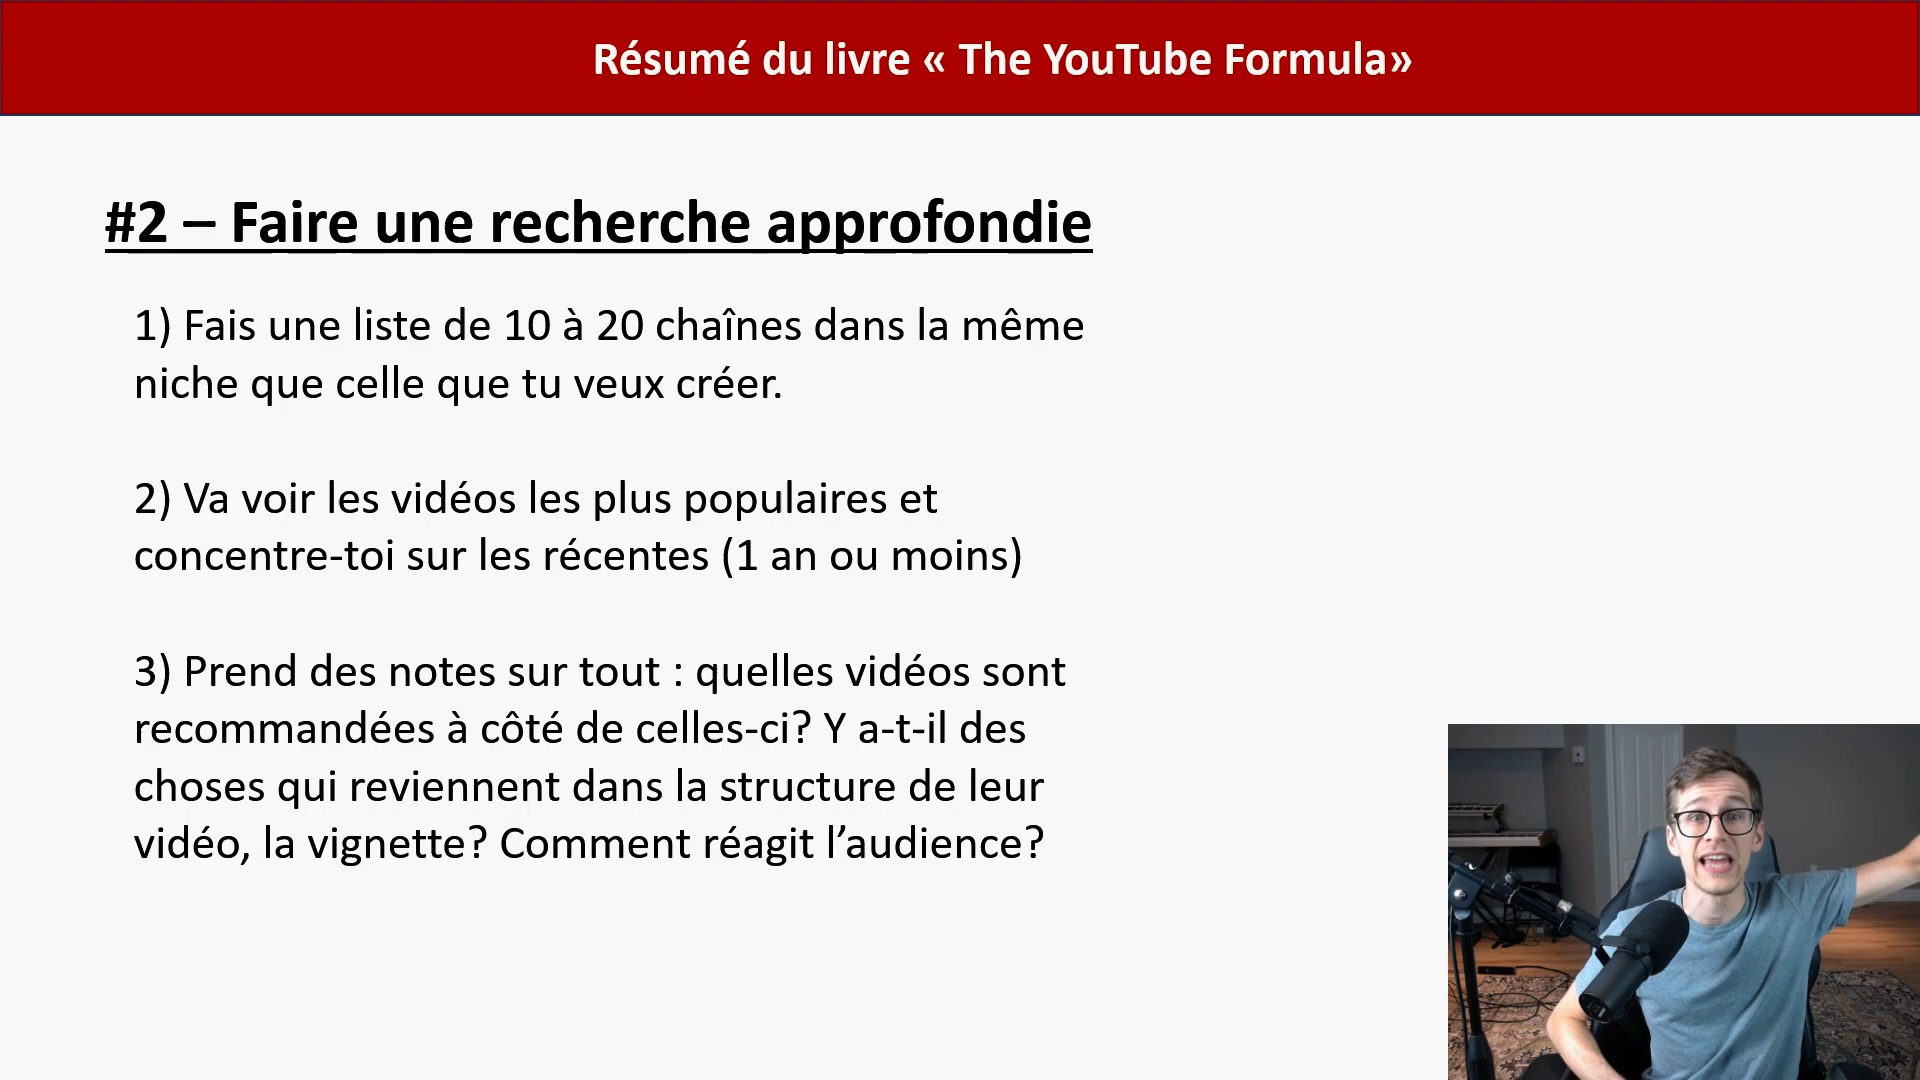 Résumé du livre « The YouTube Formula»
#2 – Faire une recherche approfondie
1) Fais une liste de 10 à 20 chaînes dans la même
niche que celle que tu veux créer.
2) Va voir les vidéos les plus populaires et
concentre-toi sur les récentes (1 an ou moins)
3) Prend des notes sur tout : quelles vidéos sont
recommandées à côté de celles-ci? Y a-t-il des
choses qui reviennent dans la structure de leur
vidéo, la vignette? Comment réagit l’audience?